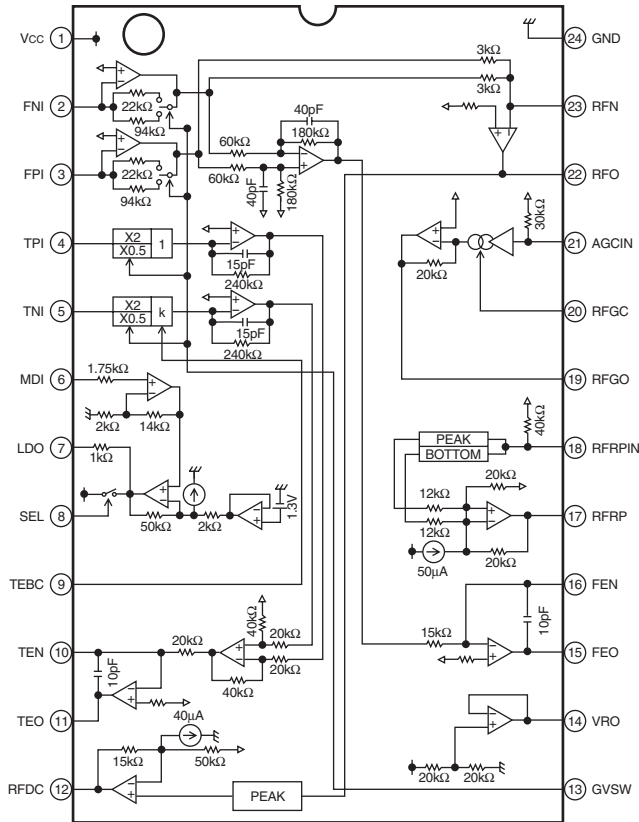 Vcc 1
24 GND
3kΩ
3kΩ
FNI 2
22kΩ
94kΩ
40pF
180kΩ
23 RFN
60kΩ
60kΩ
FPI 3
22kΩ
94kΩ
40pF
180kΩ
22 RFO
30kΩ
TPI 4
X2
X0.5
1
15pF
240kΩ
20kΩ
21 AGCIN
TNI 5
X2
X0.5
k
15pF
240kΩ
20 RFGC
MDI 6
1.75kΩ
2kΩ
14kΩ
19 RFGO
LDO 7
1kΩ
PEAK
BOTTOM
40kΩ
18 RFRPIN
SEL 8
50kΩ
2kΩ
1.3V
20kΩ
12kΩ
12kΩ
17 RFRP
50μA
20kΩ
TEBC 9
16 FEN
40kΩ
20kΩ
20kΩ
15kΩ
10pF
TEN 10
20kΩ
40kΩ
15 FEO
10pF
TEO 11
14 VRO
40μA
15kΩ
50kΩ
20kΩ
20kΩ
RFDC 12
PEAK
13 GVSW